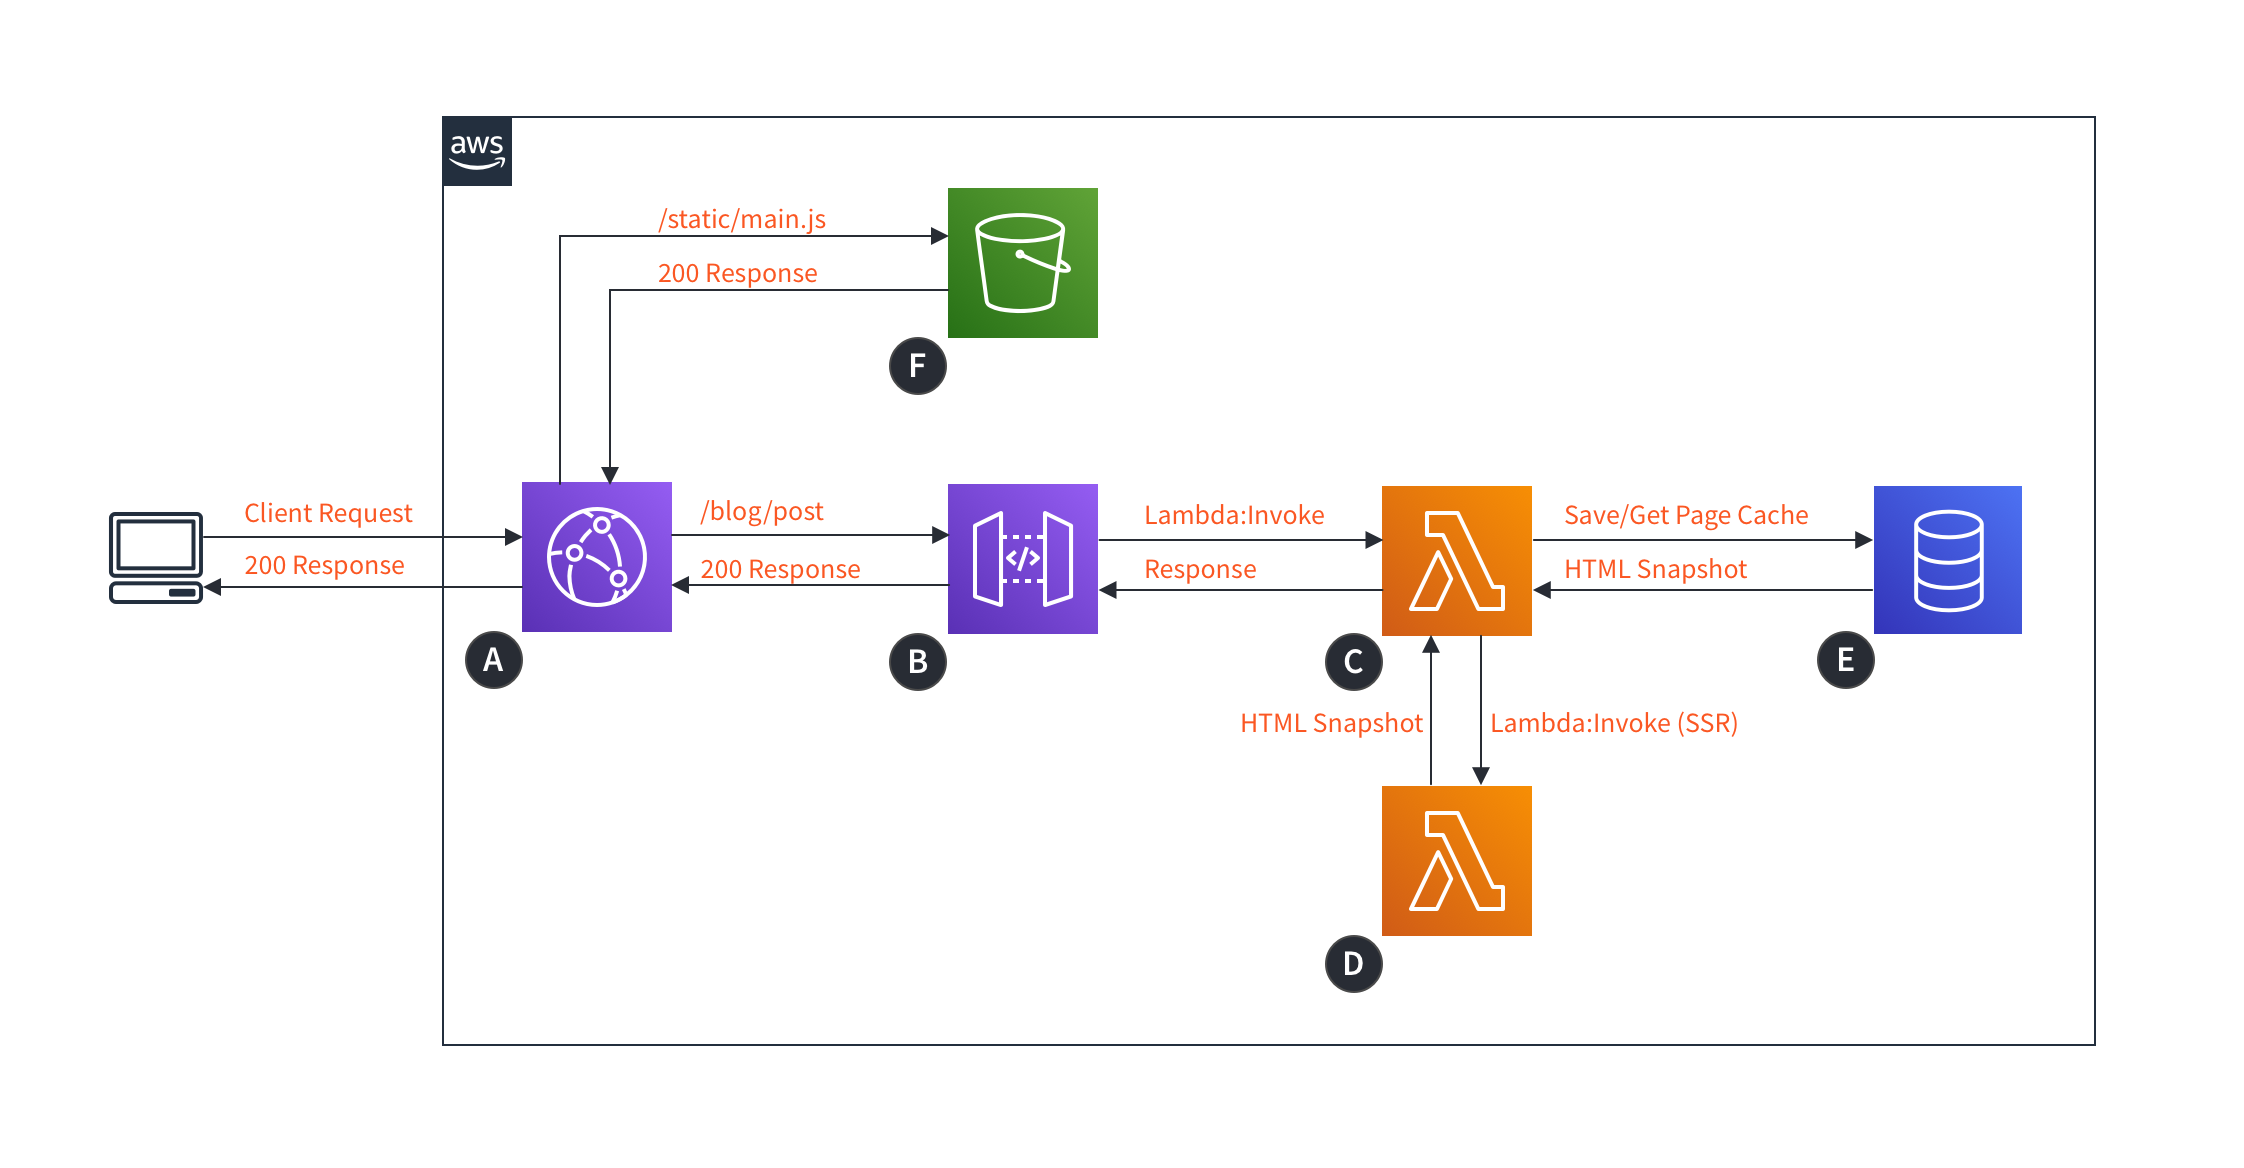 aws
/static/main.js
200 Response
F
Client Request
200 Response
A
/blog/post
200 Response
B
Lambda:Invoke
Response
C
Save/Get Page Cache
HTML Snapshot
E
HTML Snapshot
Lambda:Invoke (SSR)
D